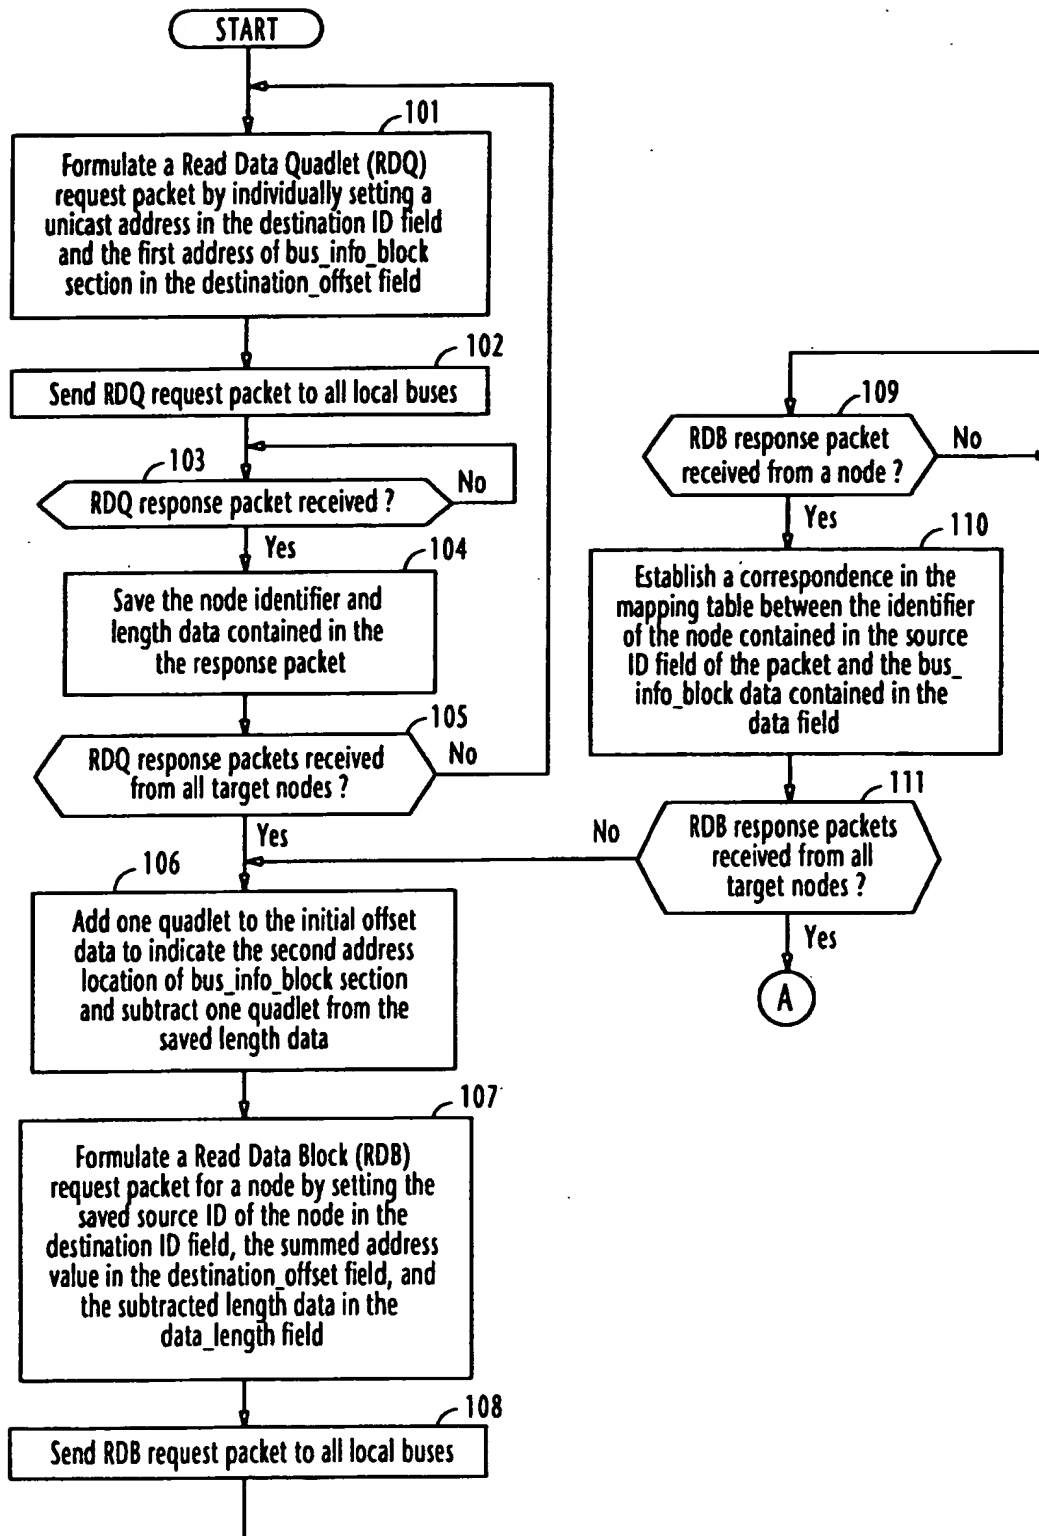 START
101
Formulate a Read Data Quadlet (RDQ)
request packet by individually setting a
unicast address in the destination ID field
and the first address of bus_info_block
section in the destination_offset field
102
Send RDQ request packet to all local buses
103
RDQ response packet received ?
No
Yes
104
Save the node identifier and
length data contained in the
the response packet
105
RDQ response packets received
from all target nodes ?
No
Yes
106
Add one quadlet to the initial offset
data to indicate the second address
location of bus_info_block section
and subtract one quadlet from the
saved length data
107
Formulate a Read Data Block (RDB)
request packet for a node by setting the
saved source ID of the node in the
destination ID field, the summed address
value in the destination_offset field, and
the subtracted length data in the
data_length field
108
Send RDB request packet to all local buses
109
RDB response packet
received from a node ?
No
Yes
110
Establish a correspondence in the
mapping table between the identifier
of the node contained in the source
ID field of the packet and the bus_
info_block data contained in the
data field
111
RDB response packets
received from all
target nodes ?
No
Yes
A